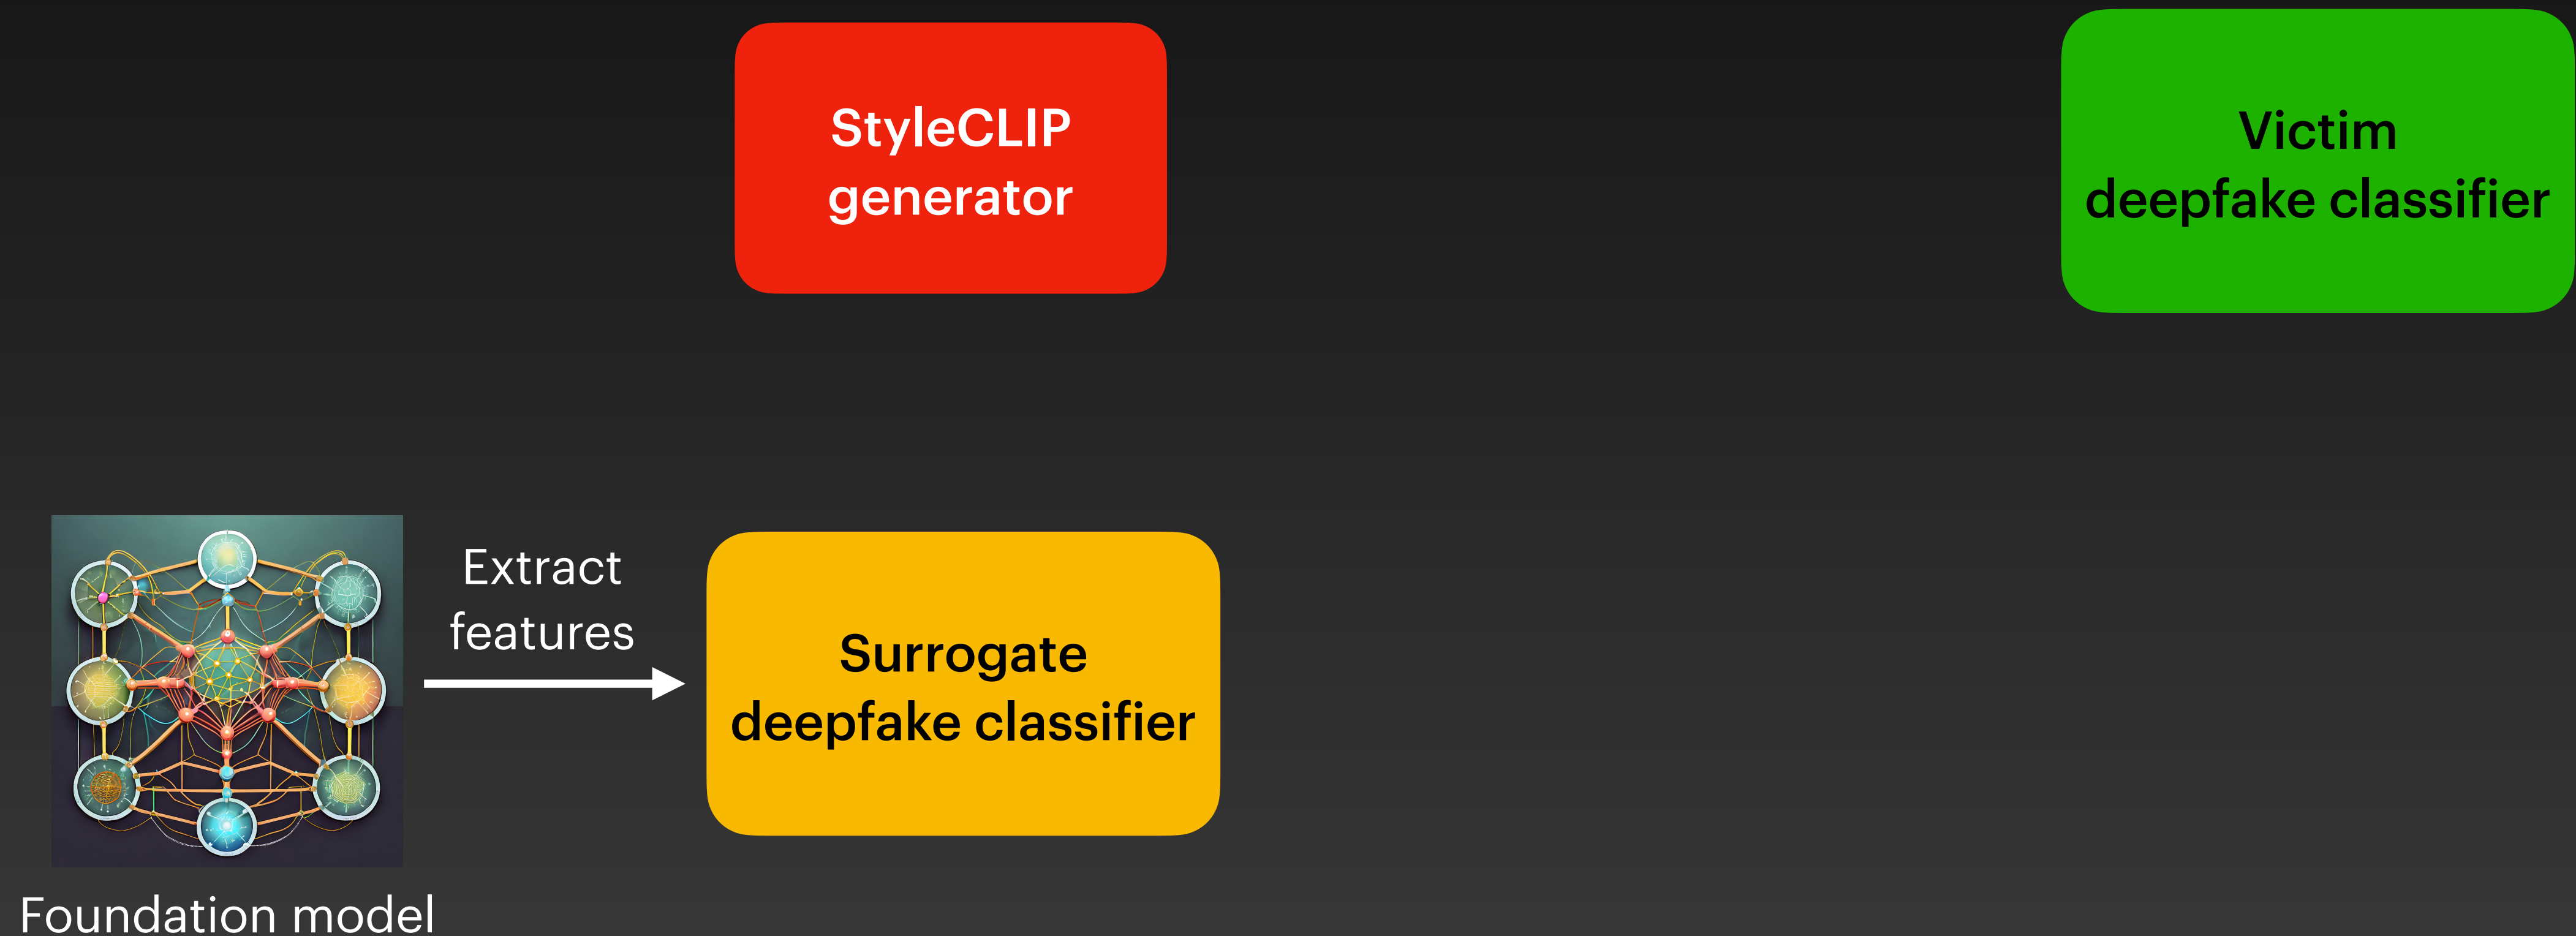 StyleCLIP
generator
Victim
deepfake classifier
Extract
features
Surrogate
deepfake classifier
Foundation model